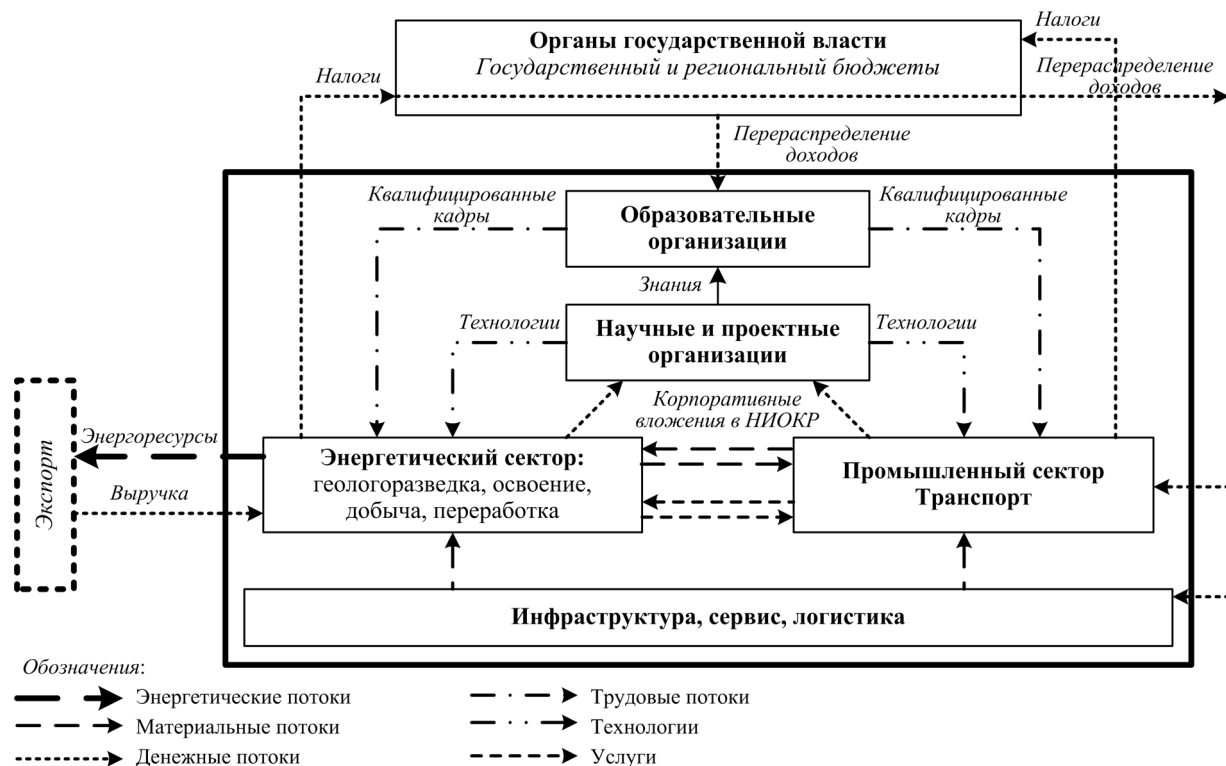 Налоги
Органы государственной власти
Государственный и региональный бюджеты
Налоги
Перераспределение
доходов
Перераспределение
доходов
Квалифицированные
кадры
Образовательные
организации
Квалифицированные
кадры
Знания
Технологии
Научные и проектные
организации
Технологии
Корпоративные
вложения в НИОКР
Экспорт
Энергоресурсы
Выручка
Энергетический сектор:
геологоразведка, освоение,
добыча, переработка
Промышленный сектор
Транспорт
Инфраструктура, сервис, логистика
Обозначения:
Энергетические потоки
Материальные потоки
Денежные потоки
Трудовые потоки
Технологии
Услуги